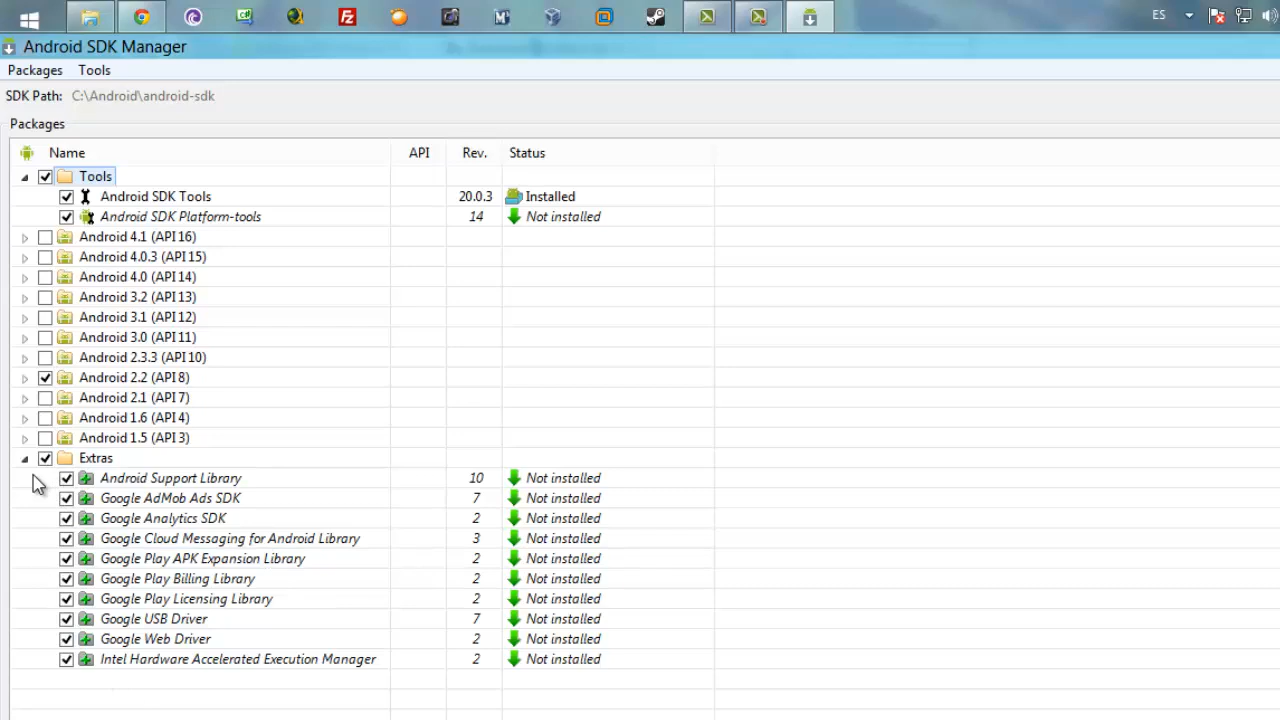 ES
Android SDK Manager
Packages Tools
SDK Path: C:\Android\android-sdk
Packages
Name API Rev. Status
Tools
Android SDK Tools 20.0.3 Installed
Android SDK Platform-tools 14 Not installed
Android 4.1 (API 16)
Android 4.0.3 (API 15)
Android 4.0 (API 14)
Android 3.2 (API 13)
Android 3.1 (API 12)
Android 3.0 (API 11)
Android 2.3.3 (API 10)
Android 2.2 (API 8)
Android 2.1 (API 7)
Android 1.6 (API 4)
Android 1.5 (API 3)
Extras
Android Support Library 10 Not installed
Google AdMob Ads SDK 7 Not installed
Google Analytics SDK 2 Not installed
Google Cloud Messaging for Android Library 3 Not installed
Google Play APK Expansion Library 2 Not installed
Google Play Billing Library 2 Not installed
Google Play Licensing Library 2 Not installed
Google USB Driver 7 Not installed
Google Web Driver 2 Not installed
Intel Hardware Accelerated Execution Manager 2 Not installed